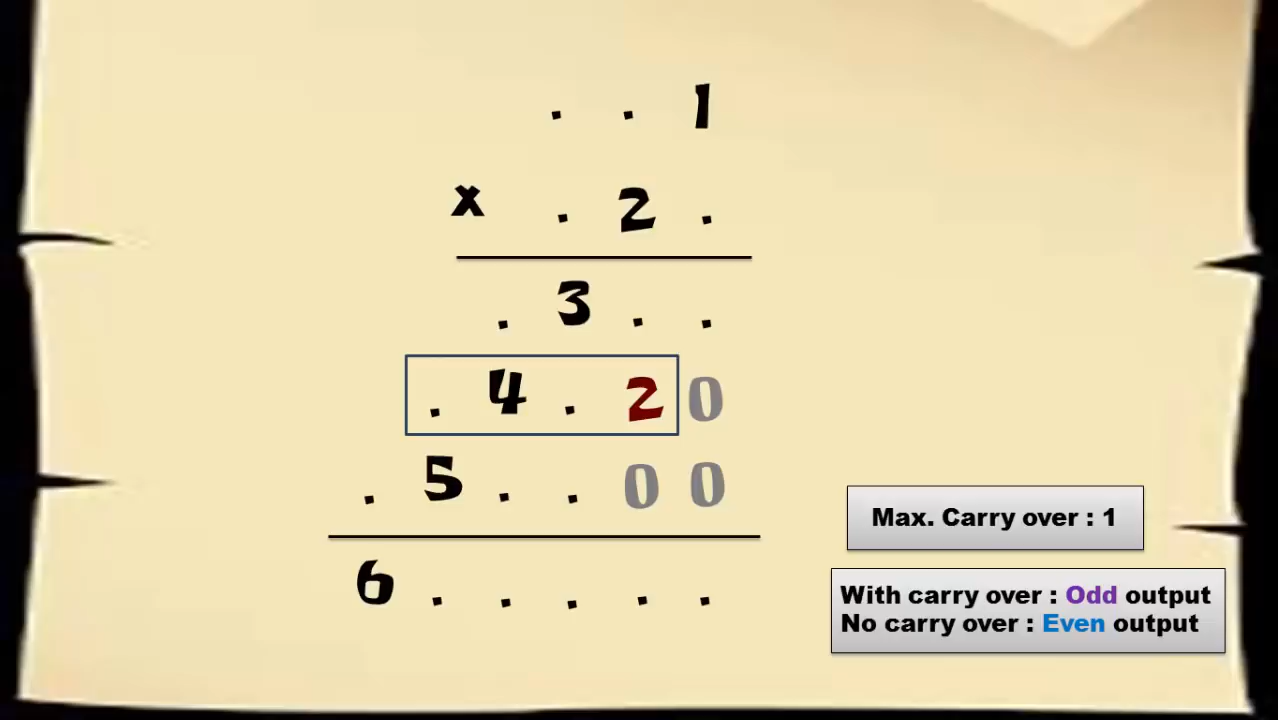 . . 1
x . 2 .
. 3 . .
. 4 . 2 0
. 5 . . 0 0
6 . . . . .
Max. Carry over : 1
With carry over : Odd output
No carry over : Even output